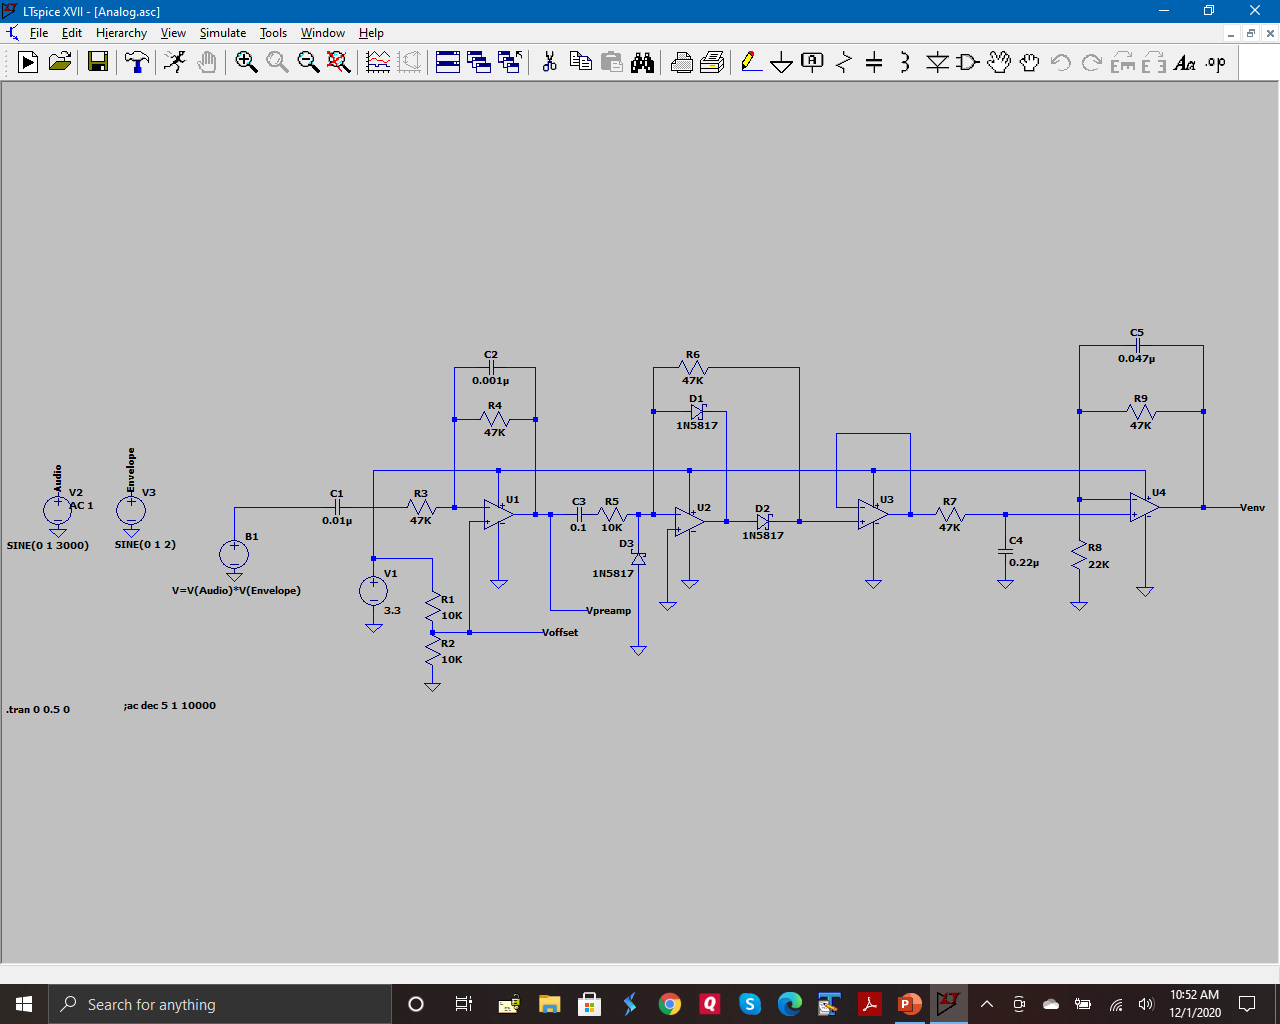 LTspice XVII - [Analog.asc]
File Edit Hierarchy View Simulate Tools Window Help
Aa .op
C5
0.047µ
C2
0.001µ
R6
47K
R4
47K
D1
1N5817
R9
47K
Audio
V2
AC 1
SINE(0 1 3000)
Envelope
V3
SINE(0 1 2)
C1
0.01µ
R3
47K
U1
C3
0.1
R5
10K
U2
D2
1N5817
U3
R7
47K
U4
Venv
B1
V=V(Audio)*V(Envelope)
D3
1N5817
C4
0.22µ
R8
22K
V1
3.3
R1
10K
Vpreamp
Voffset
R2
10K
.tran 0 0.5 0
;ac dec 5 1 10000
Search for anything
10:52 AM
12/1/2020